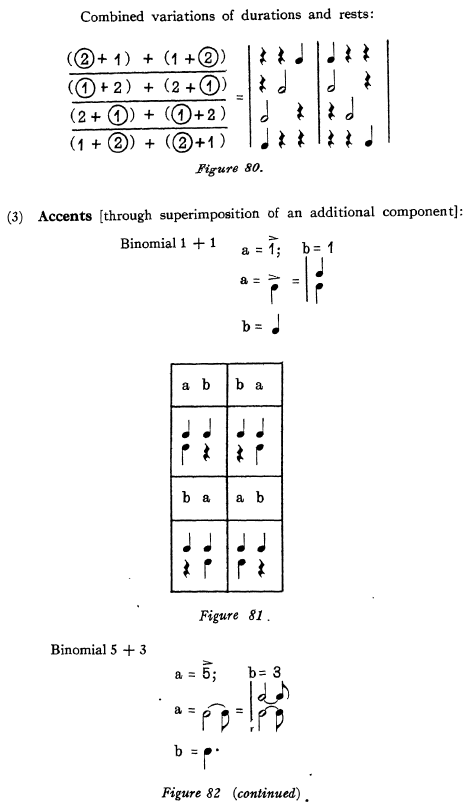 Combined variations of durations and rests:
((②+ 1) + (1+②))
((①+ 2) + (2+①))
((2+①) + (①+2)) =
((1 + ②) + (②+1))
Figure 80.
(3) Accents [through superimposition of an additional component]:
Binomial 1 + 1
a = 1; b = 1
a = =
b =
a b b a
b a a b
Figure 81.
Binomial 5 + 3
a = 5; b = 3
a = =
b =
Figure 82 (continued).